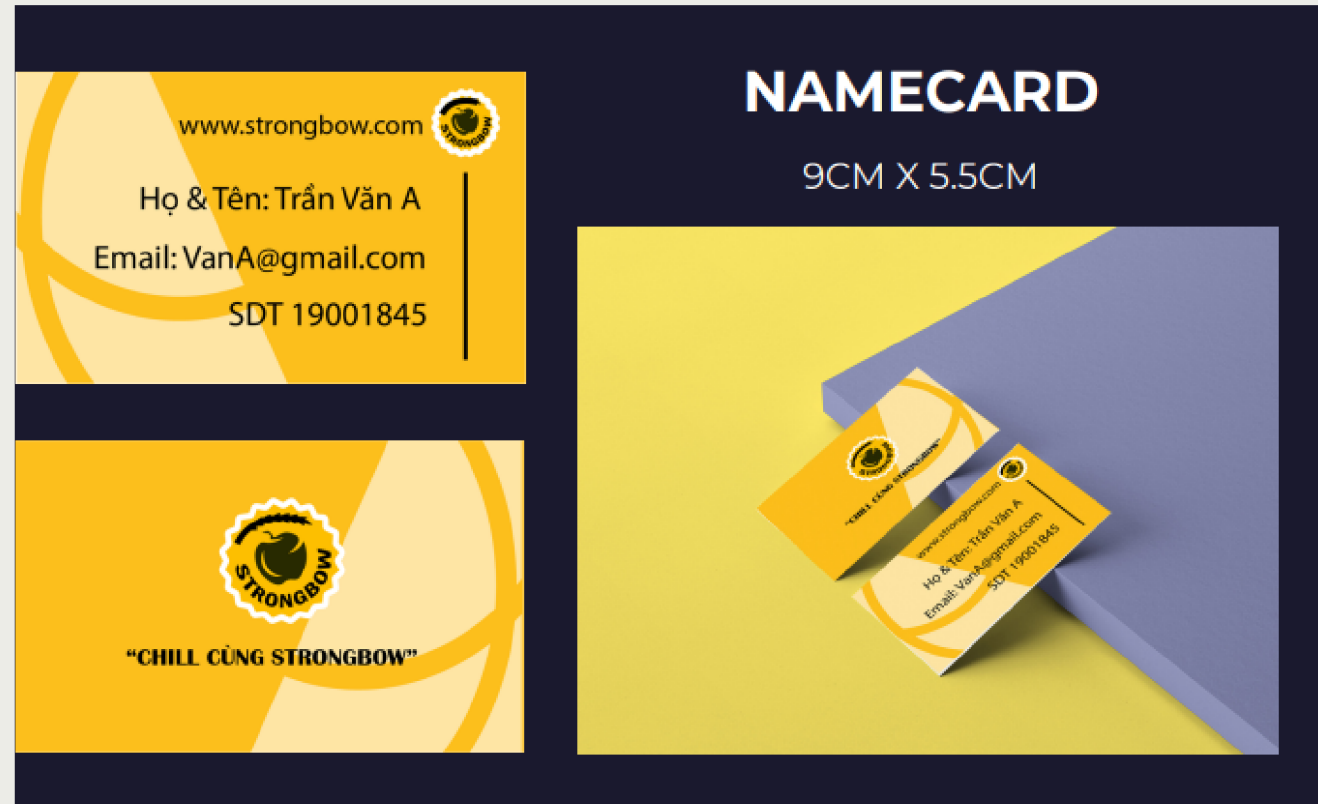 www.strongbow.com
STRONGBOW
Họ & Tên: Trần Văn A
Email: VanA@gmail.com
SDT 19001845
STRONGBOW
“CHILL CÙNG STRONGBOW”
NAMECARD
9CM X 5.5CM
STRONGBOW
“CHILL CÙNG STRONGBOW”
www.strongbow.com
Họ & Tên: Trần Văn A
Email: VanA@gmail.com
SDT 19001845